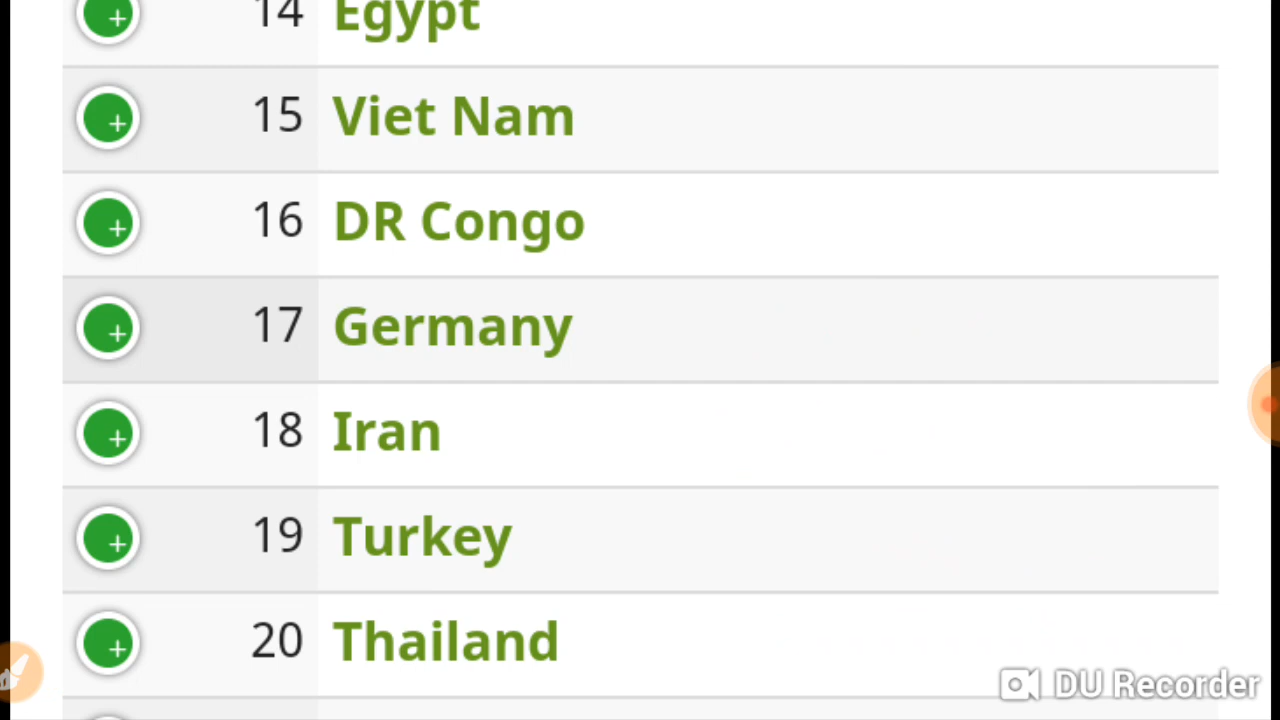 14 Egypt
15 Viet Nam
16 DR Congo
17 Germany
18 Iran
19 Turkey
20 Thailand
DU Recorder